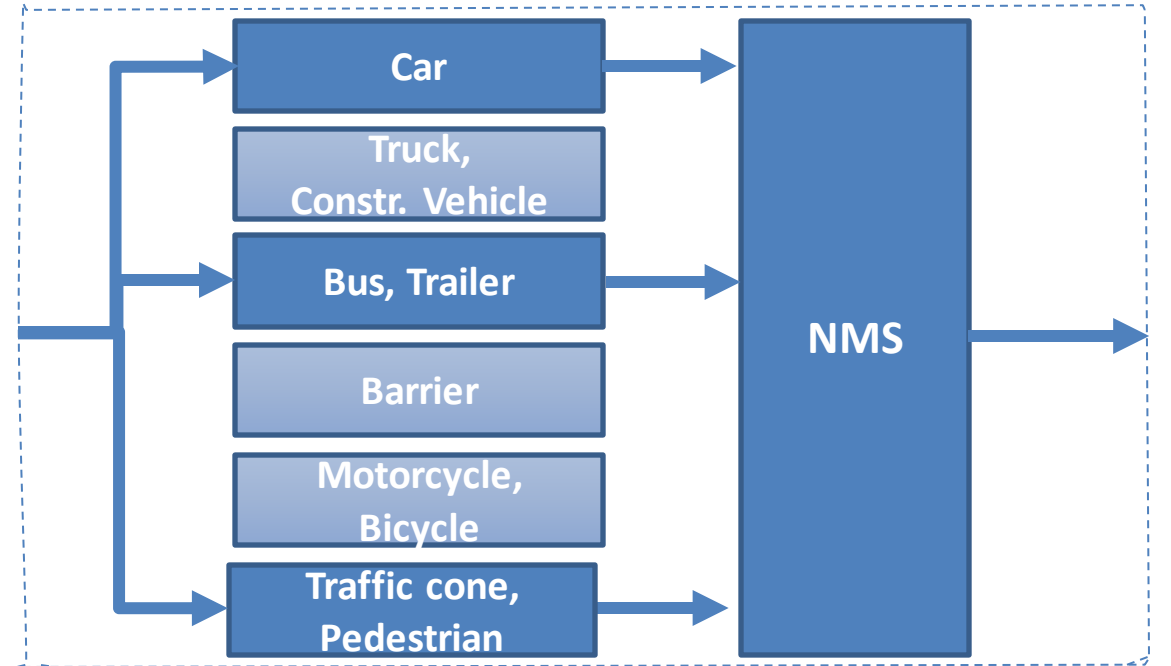 Car
Truck,
Constr. Vehicle
Bus, Trailer
Barrier
Motorcycle,
Bicycle
Traffic cone,
Pedestrian
NMS